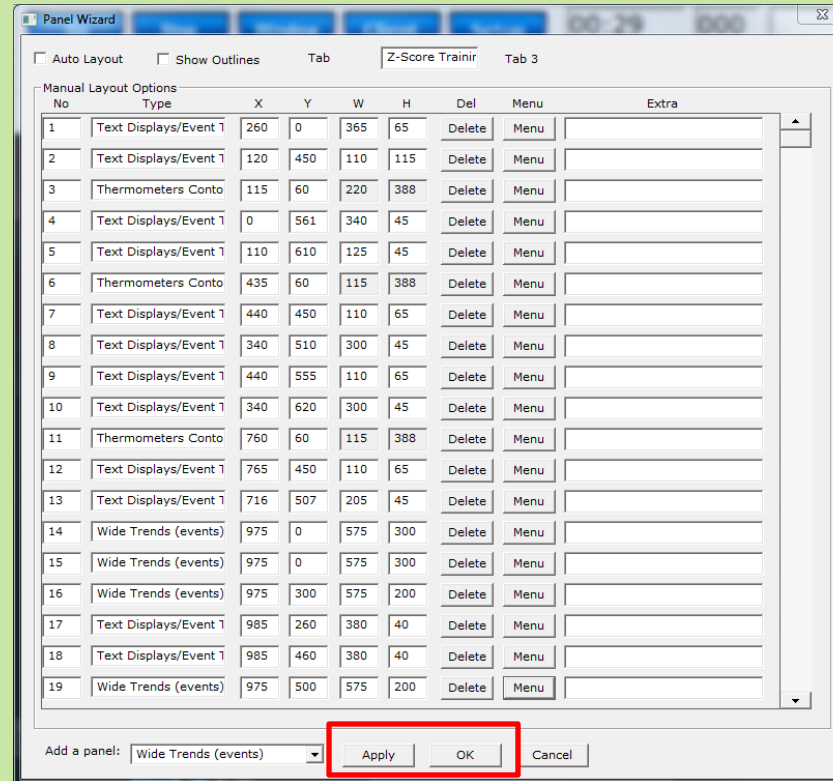 Panel Wizard
00:29 000
Auto Layout Show Outlines Tab Z-Score Trainir Tab 3
Manual Layout Options
No Type X Y W H Del Menu Extra
1 Text Displays/Event T 260 0 365 65 Delete Menu
2 Text Displays/Event T 120 450 110 115 Delete Menu
3 Thermometers Conto 115 60 220 388 Delete Menu
4 Text Displays/Event T 0 561 340 45 Delete Menu
5 Text Displays/Event T 110 610 125 45 Delete Menu
6 Thermometers Conto 435 60 115 388 Delete Menu
7 Text Displays/Event T 440 450 110 65 Delete Menu
8 Text Displays/Event T 340 510 300 45 Delete Menu
9 Text Displays/Event T 440 555 110 65 Delete Menu
10 Text Displays/Event T 340 620 300 45 Delete Menu
11 Thermometers Conto 760 60 115 388 Delete Menu
12 Text Displays/Event T 765 450 110 65 Delete Menu
13 Text Displays/Event T 716 507 205 45 Delete Menu
14 Wide Trends (events) 975 0 575 300 Delete Menu
15 Wide Trends (events) 975 0 575 300 Delete Menu
16 Wide Trends (events) 975 300 575 200 Delete Menu
17 Text Displays/Event T 985 260 380 40 Delete Menu
18 Text Displays/Event T 985 460 380 40 Delete Menu
19 Wide Trends (events) 975 500 575 200 Delete Menu
Add a panel: Wide Trends (events) Apply OK Cancel